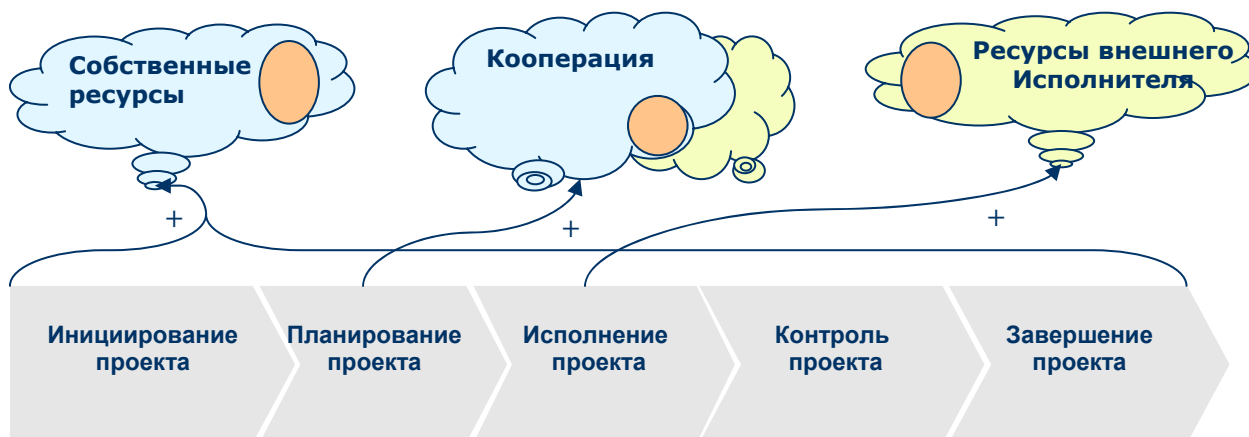 Собственные
ресурсы
Кооперация
Ресурсы внешнего
Исполнителя
+
+
+
Инициирование
проекта
Планирование
проекта
Исполнение
проекта
Контроль
проекта
Завершение
проекта